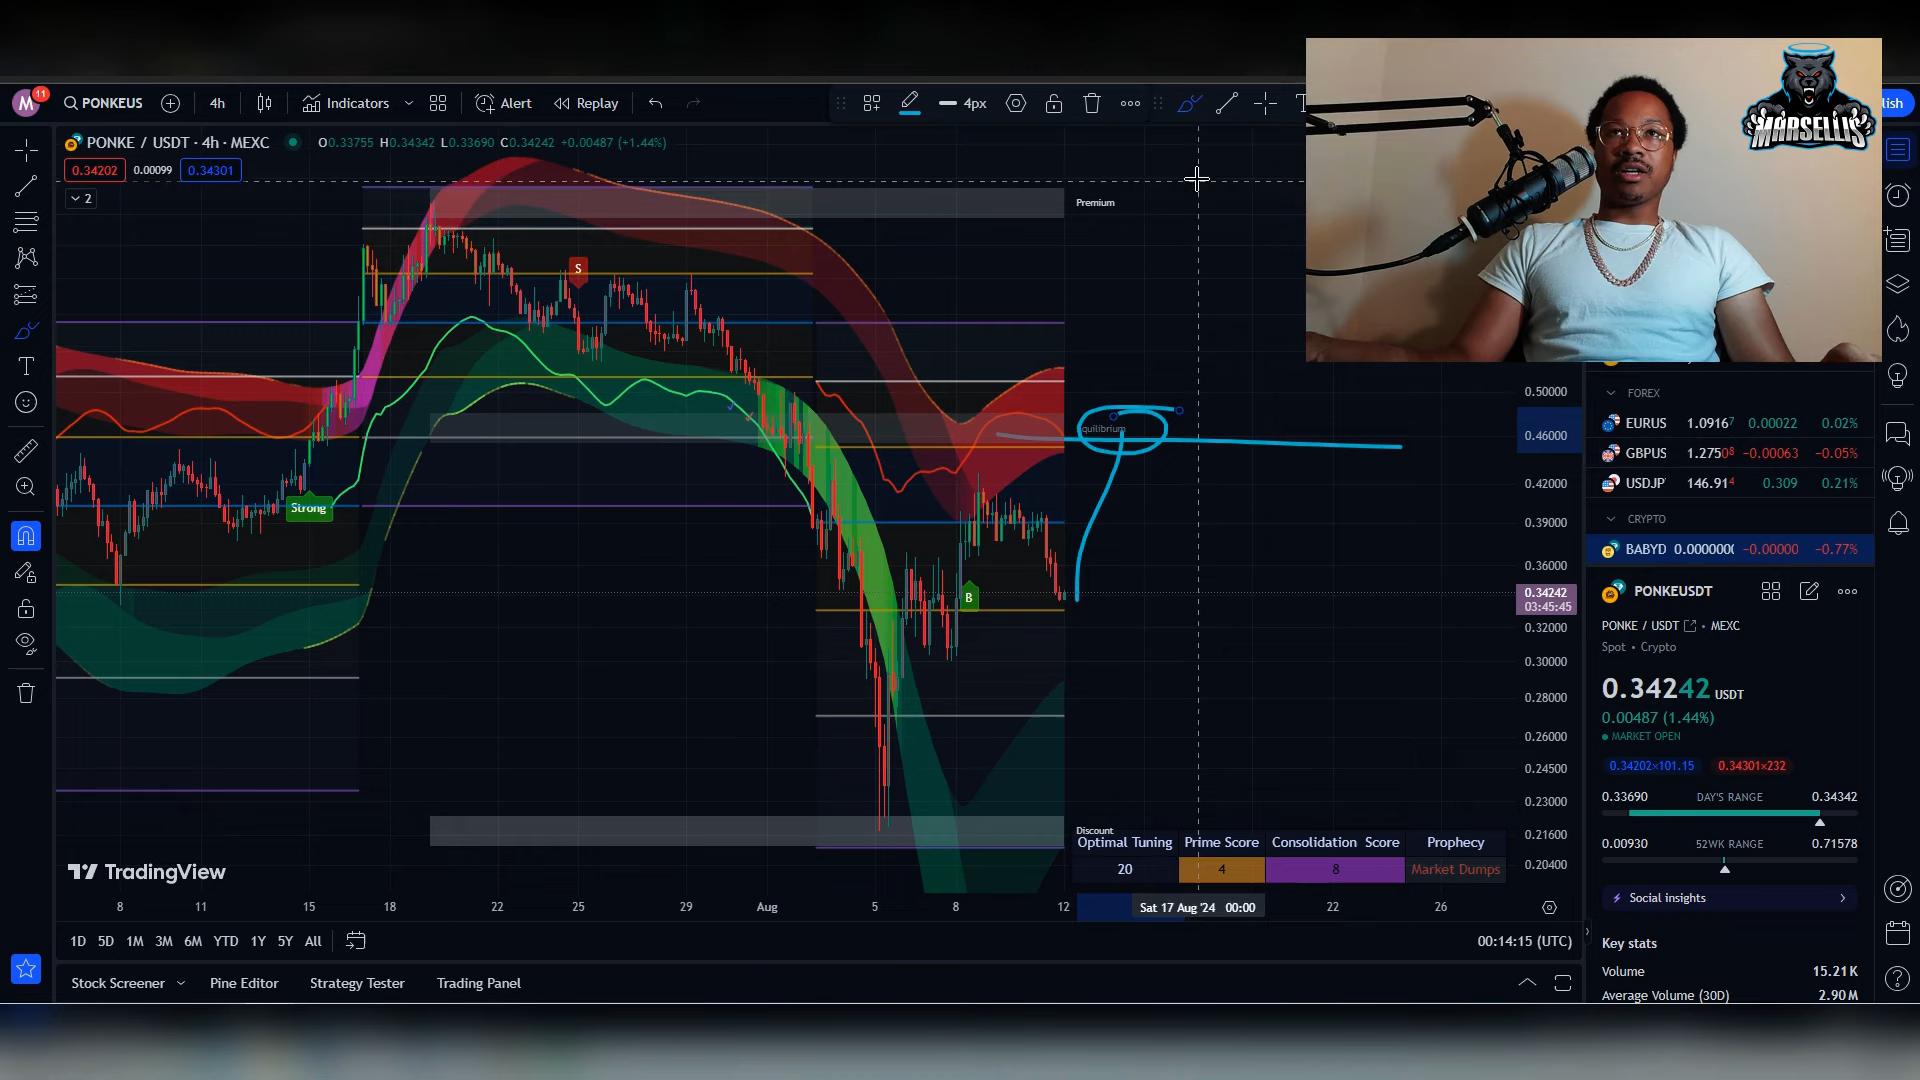 M 11 PONKEUS 4h Indicators Alert Replay 4px T lish
MARSELLIS
PONKE / USDT · 4h · MEXC O0.33755 H0.34342 L0.33690 C0.34242 +0.00487 (+1.44%)
0.34202 0.00099 0.34301
2
Premium
S
quilibrium
Strong
B
0.50000
0.46000
0.42000
0.39000
0.36000
0.34242
03:45:45
0.32000
0.30000
0.28000
0.26000
0.24500
0.23000
0.21600
0.20400
Discount
Optimal Tuning Prime Score Consolidation Score Prophecy
20 4 8 Market Dumps
TradingView
8 11 15 18 22 25 29 Aug 5 8 12 Sat 17 Aug '24 00:00 22 26
1D 5D 1M 3M 6M YTD 1Y 5Y All 00:14:15 (UTC)
Stock Screener Pine Editor Strategy Tester Trading Panel
FOREX
EURUS 1.09167 0.00022 0.02%
GBPUS 1.27508 −0.00063 −0.05%
USDJP 146.914 0.309 0.21%
CRYPTO
BABYD 0.0000000 −0.00000 −0.77%
PONKEUSDT
PONKE / USDT · MEXC
Spot · Crypto
0.34242 USDT
0.00487 (1.44%)
MARKET OPEN
0.34202×101.15 0.34301×232
0.33690 DAY'S RANGE 0.34342
0.00930 52WK RANGE 0.71578
Social insights
Key stats
Volume 15.21K
Average Volume (30D) 2.90M